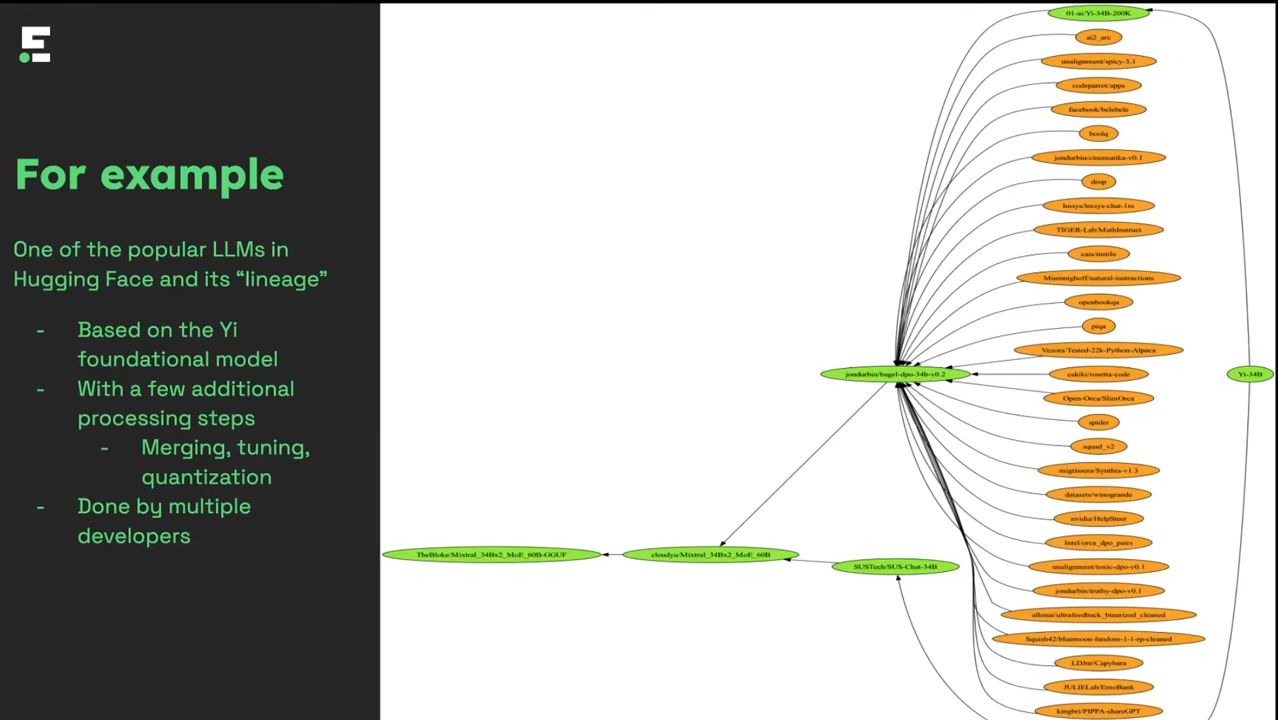 For example
One of the popular LLMs in
Hugging Face and its “lineage”
- Based on the Yi
foundational model
- With a few additional
processing steps
- Merging, tuning,
quantization
- Done by multiple
developers
01-ai/Yi-34B-200K
ai2_arc
unalignment/spicy-3.1
codeparrot/apps
facebook/belebele
boolq
jondurbin/cinematika-v0.1
drop
lmsys/lmsys-chat-1m
TIGER-Lab/MathInstruct
cais/mmlu
Muennighoff/natural-instructions
openbookqa
piqa
Vezora/Tested-22k-Python-Alpaca
jondurbin/bagel-dpo-34b-v0.2
cakiki/rosetta-code
Yi-34B
Open-Orca/SlimOrca
spider
squad_v2
migtissera/Synthia-v1.3
datasets/winogrande
nvidia/HelpSteer
Intel/orca_dpo_pairs
TheBloke/Mixtral_34Bx2_MoE_60B-GGUF
cloudyu/Mixtral_34Bx2_MoE_60B
SUSTech/SUS-Chat-34B
unalignment/toxic-dpo-v0.1
jondurbin/truthy-dpo-v0.1
allenai/ultrafeedback_binarized_cleaned
Squish42/bluemoon-fandom-1-1-rp-cleaned
LDJnr/Capybara
JULIELab/EmoBank
kingbri/PIPPA-shareGPT